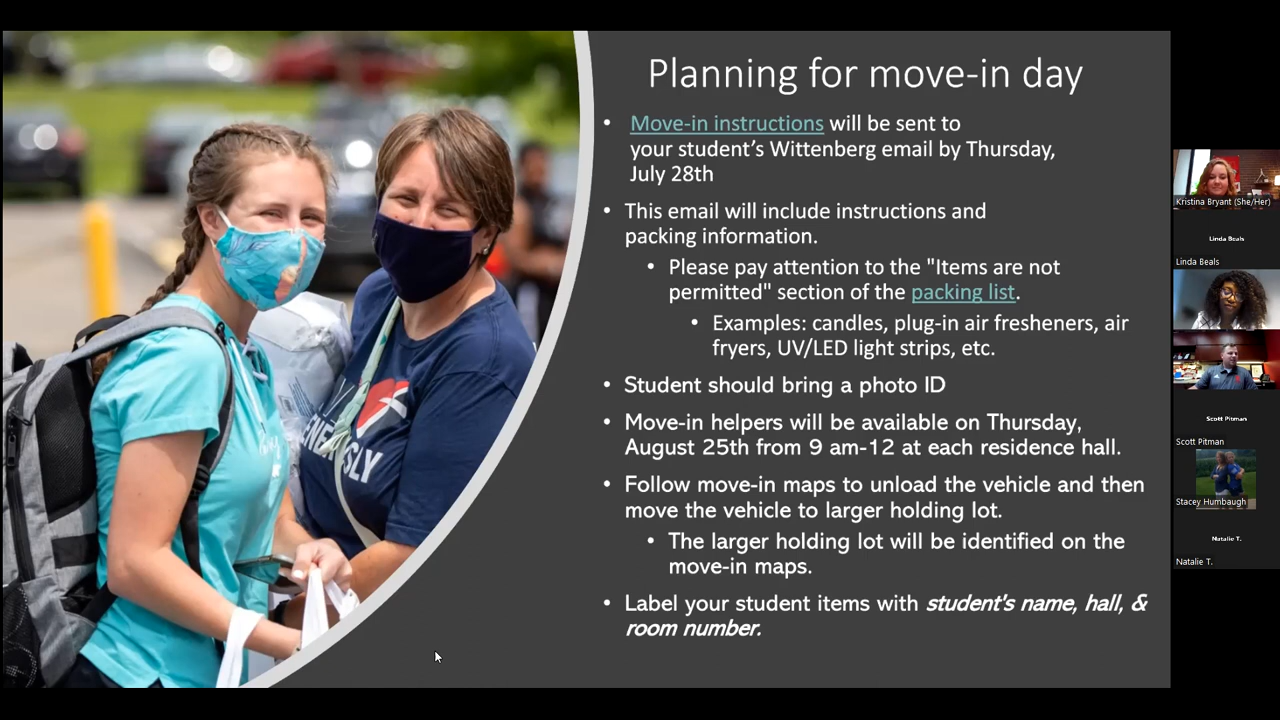 Planning for move-in day
• Move-in instructions will be sent to
your student’s Wittenberg email by Thursday,
July 28th
• This email will include instructions and
packing information.
• Please pay attention to the "Items are not
permitted" section of the packing list.
• Examples: candles, plug-in air fresheners, air
fryers, UV/LED light strips, etc.
• Student should bring a photo ID
• Move-in helpers will be available on Thursday,
August 25th from 9 am-12 at each residence hall.
• Follow move-in maps to unload the vehicle and then
move the vehicle to larger holding lot.
• The larger holding lot will be identified on the
move-in maps.
• Label your student items with student's name, hall, &
room number.
Kristina Bryant (She/Her)
Linda Beals
Linda Beals
Scott Pitman
Scott Pitman
Stacey Humbaugh
Natalie T.
Natalie T.